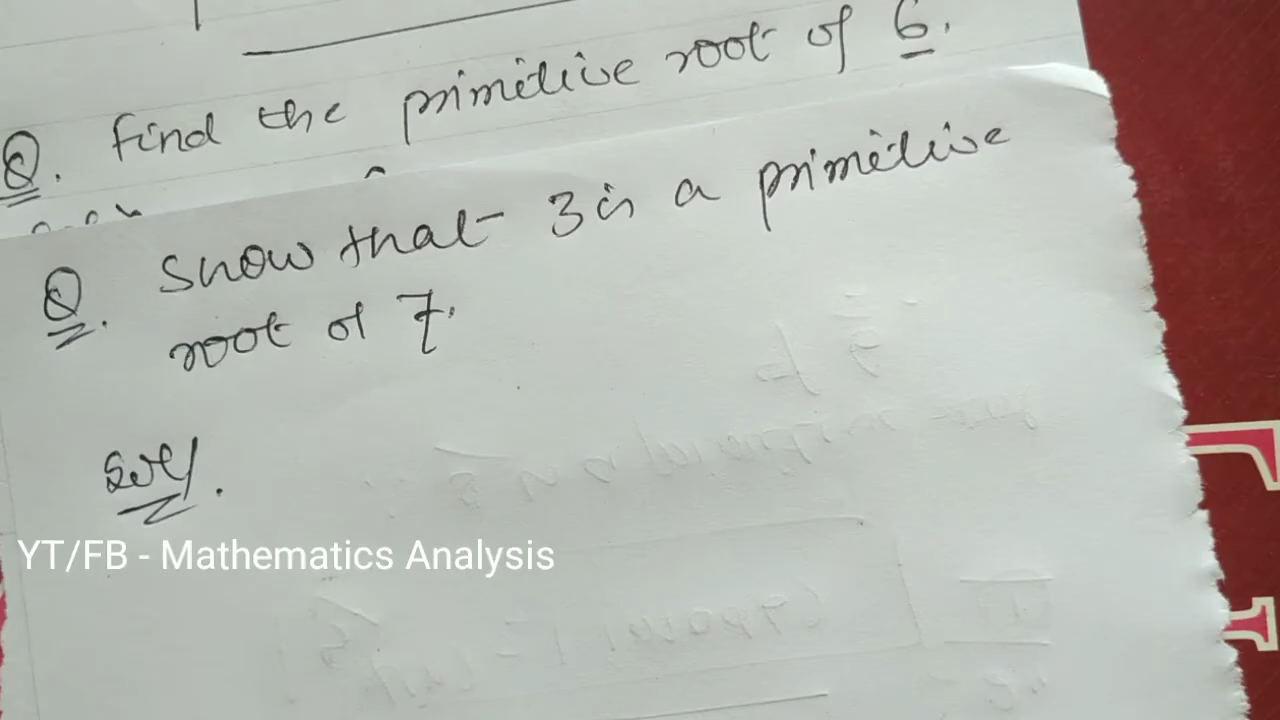 Q. find the primitive root of 6.
Q. Show that 3 is a primitive
root of 7.
Sol.
YT/FB - Mathematics Analysis